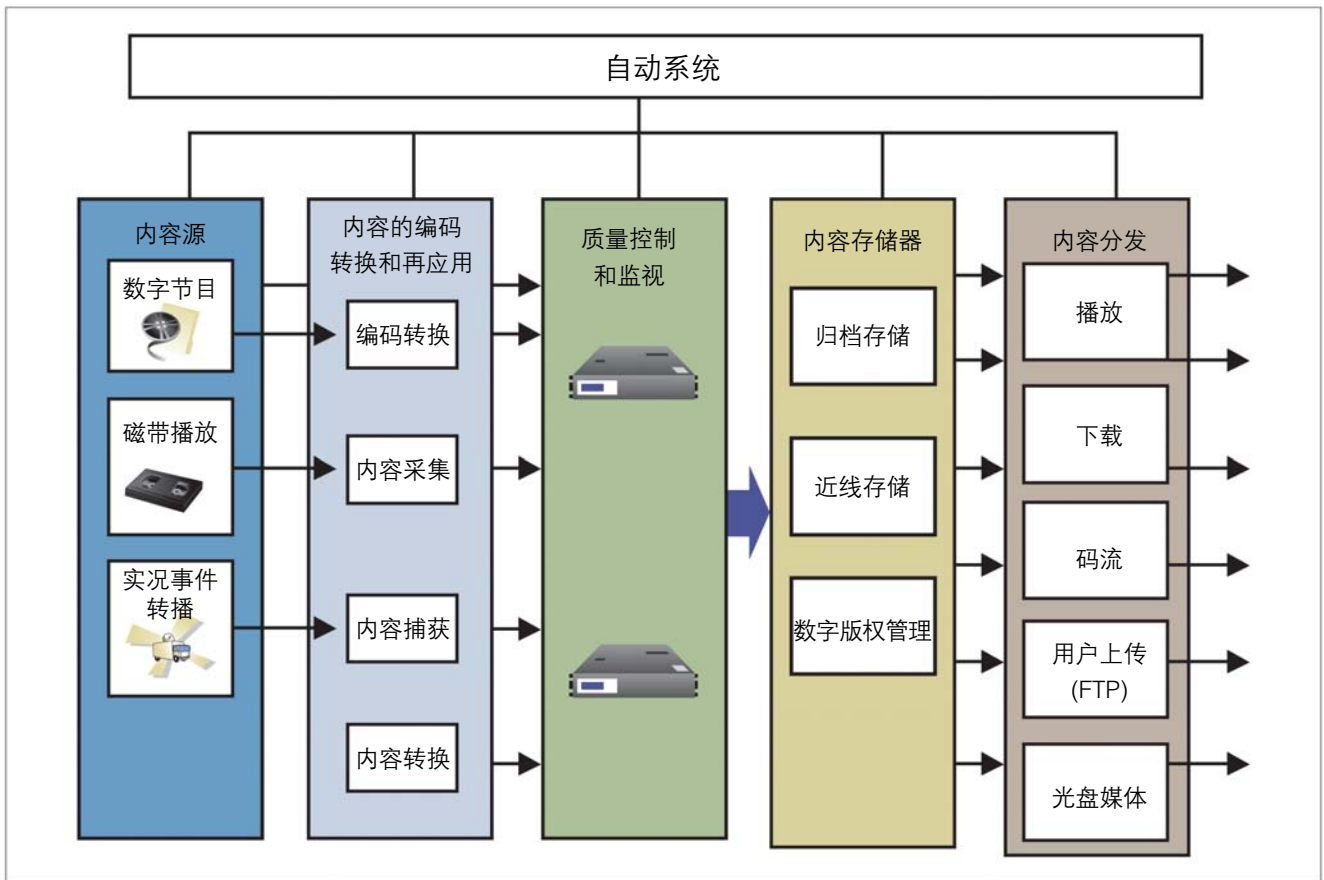 自动系统
内容源
数字节目
磁带播放
实况事件
转播
内容的编码
转换和再应用
编码转换
内容采集
内容捕获
内容转换
质量控制
和监视
内容存储器
归档存储
近线存储
数字版权管理
内容分发
播放
下载
码流
用户上传
(FTP)
光盘媒体